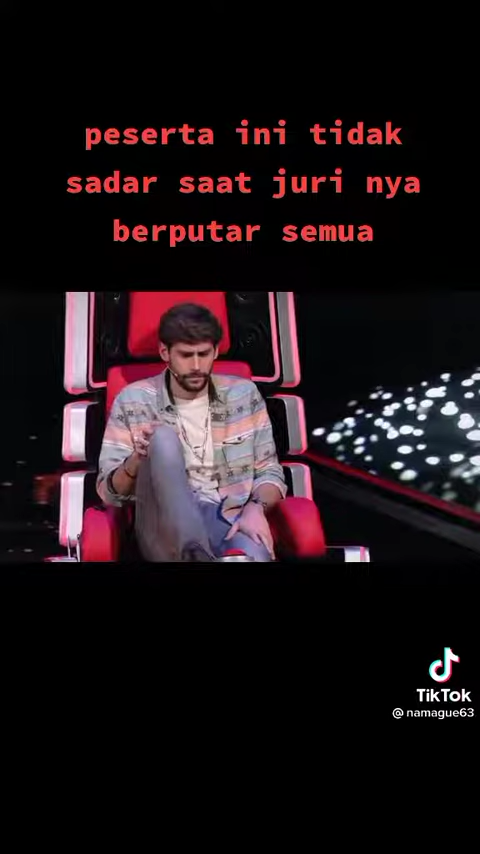 peserta ini tidak
sadar saat juri nya
berputar semua
TikTok
@namague63